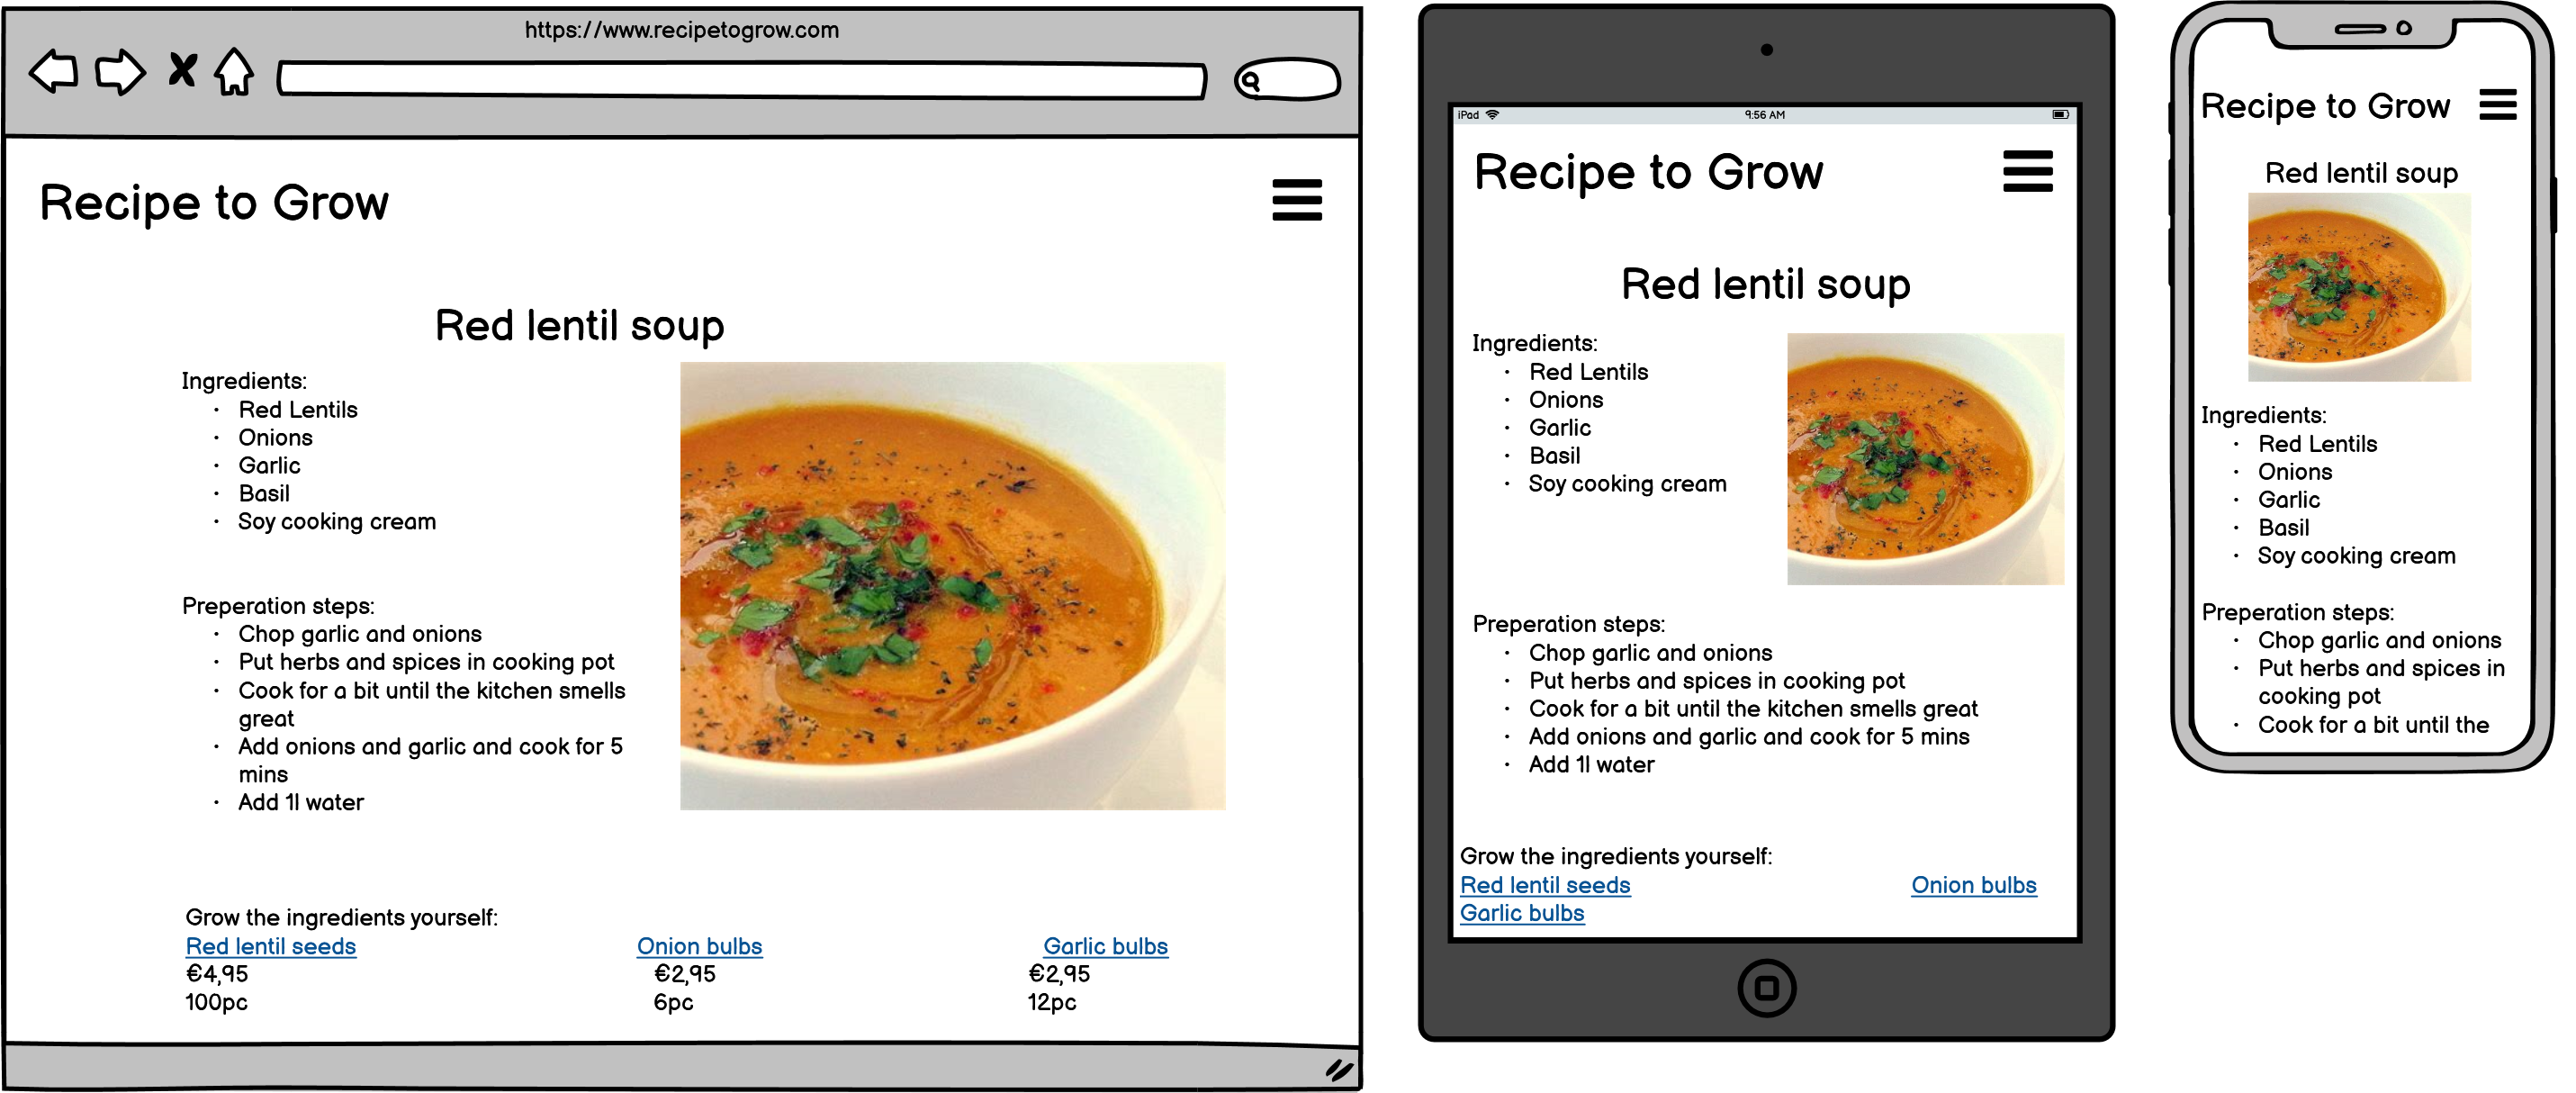 https://www.recipetogrow.com
Recipe to Grow
Red lentil soup
Ingredients:
• Red Lentils
• Onions
• Garlic
• Basil
• Soy cooking cream
Preperation steps:
• Chop garlic and onions
• Put herbs and spices in cooking pot
• Cook for a bit until the kitchen smells
great
• Add onions and garlic and cook for 5
mins
• Add 1l water
Grow the ingredients yourself:
Red lentil seeds Onion bulbs Garlic bulbs
€4,95 €2,95 €2,95
100pc 6pc 12pc
iPad 9:56 AM
Recipe to Grow
Red lentil soup
Ingredients:
• Red Lentils
• Onions
• Garlic
• Basil
• Soy cooking cream
Preperation steps:
• Chop garlic and onions
• Put herbs and spices in cooking pot
• Cook for a bit until the kitchen smells great
• Add onions and garlic and cook for 5 mins
• Add 1l water
Grow the ingredients yourself:
Red lentil seeds Onion bulbs
Garlic bulbs
Recipe to Grow
Red lentil soup
Ingredients:
• Red Lentils
• Onions
• Garlic
• Basil
• Soy cooking cream
Preperation steps:
• Chop garlic and onions
• Put herbs and spices in
cooking pot
• Cook for a bit until the